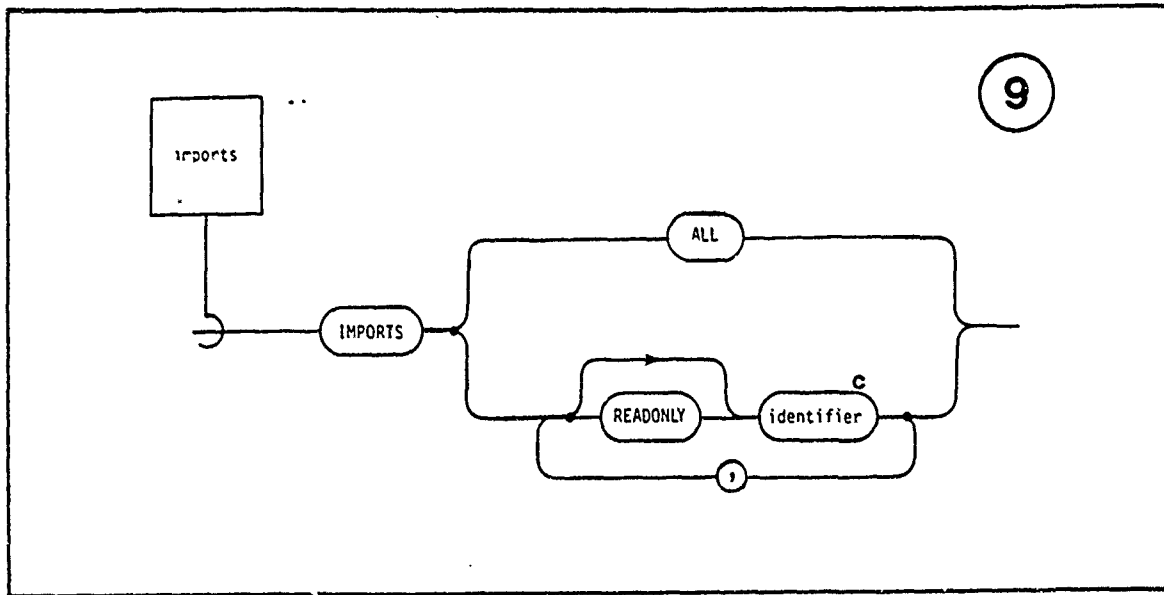 9
imports
ALL
IMPORTS
c
READONLY
identifier
,